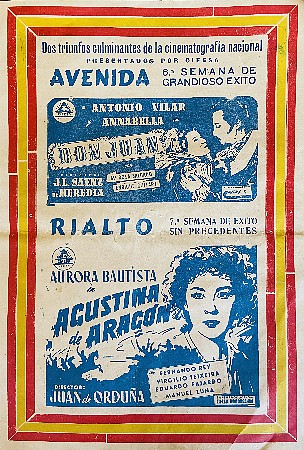 Dos triunfos culminantes de la cinematografía nacional
PRESENTADOS POR CIFESA
AVENIDA
6.ª SEMANA DE
GRANDIOSO EXITO
ANTONIO VILAR
ANNABELLA
DON JUAN
J.L. SAENZ
DE HEREDIA
RIALTO
7.ª SEMANA DE EXITO
SIN PRECEDENTES
AURORA BAUTISTA
en
AGUSTINA
de ARAGÓN
FERNANDO REY
VIRGILIO TEIXEIRA
EDUARDO FAJARDO
MANUEL LUNA
DIRECTOR:
JUAN de ORDUÑA